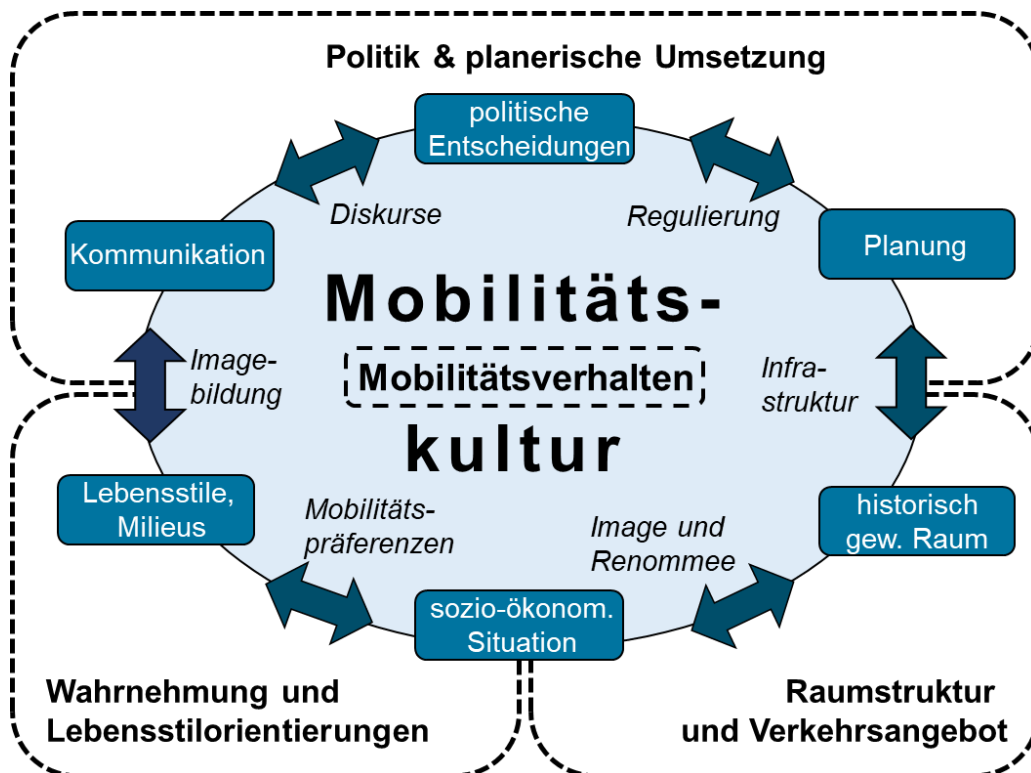 Politik & planerische Umsetzung
politische
Entscheidungen
Diskurse
Regulierung
Kommunikation
Planung
Mobilitäts-
Image-
bildung
Mobilitätsverhalten
Infra-
struktur
kultur
Lebensstile,
Milieus
Mobilitäts-
präferenzen
Image und
Renommee
historisch
gew. Raum
sozio-ökonom.
Situation
Wahrnehmung und
Lebensstilorientierungen
Raumstruktur
und Verkehrsangebot